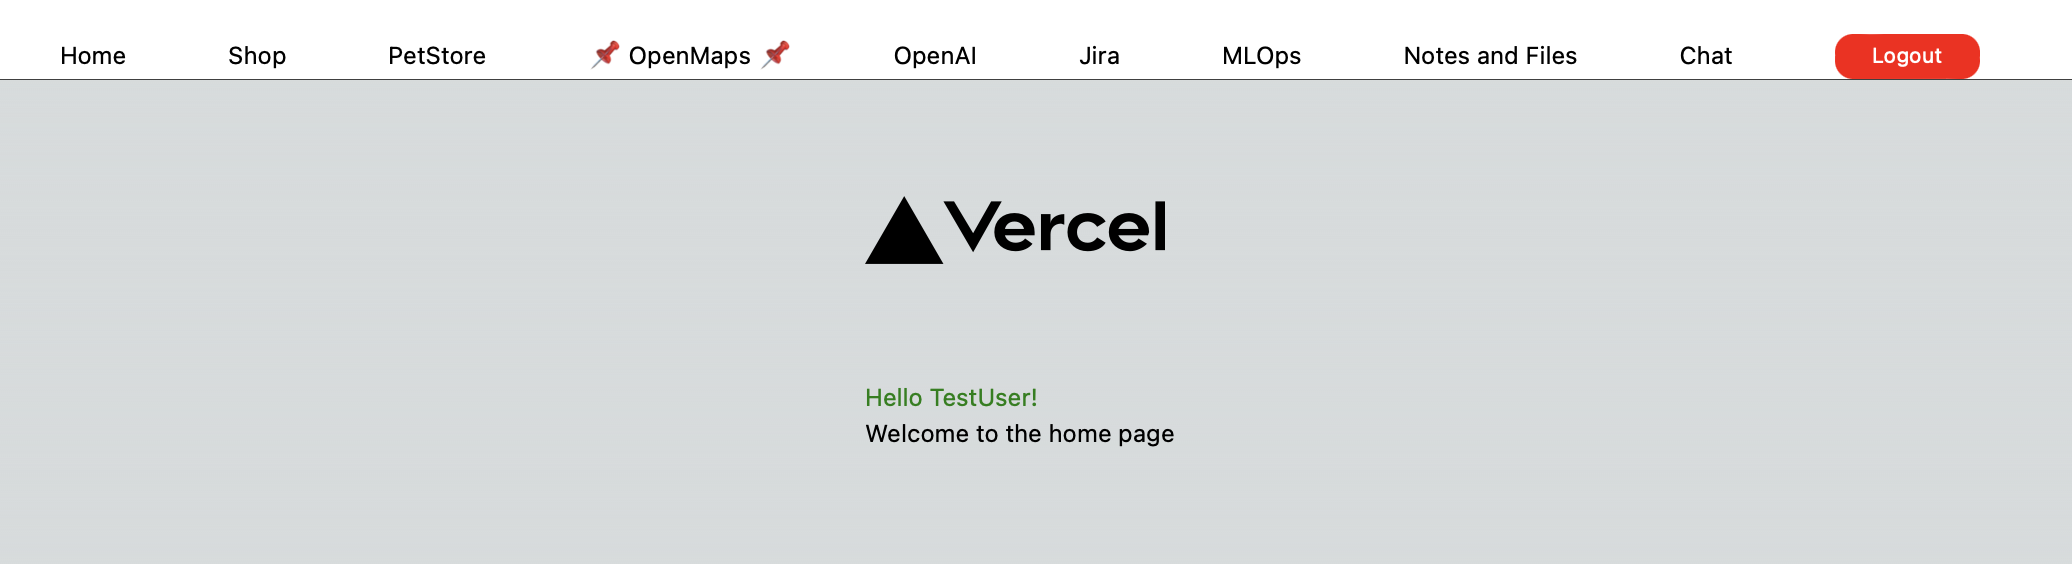 Home Shop PetStore 📌 OpenMaps 📌 OpenAI Jira MLOps Notes and Files Chat Logout
Vercel
Hello TestUser!
Welcome to the home page